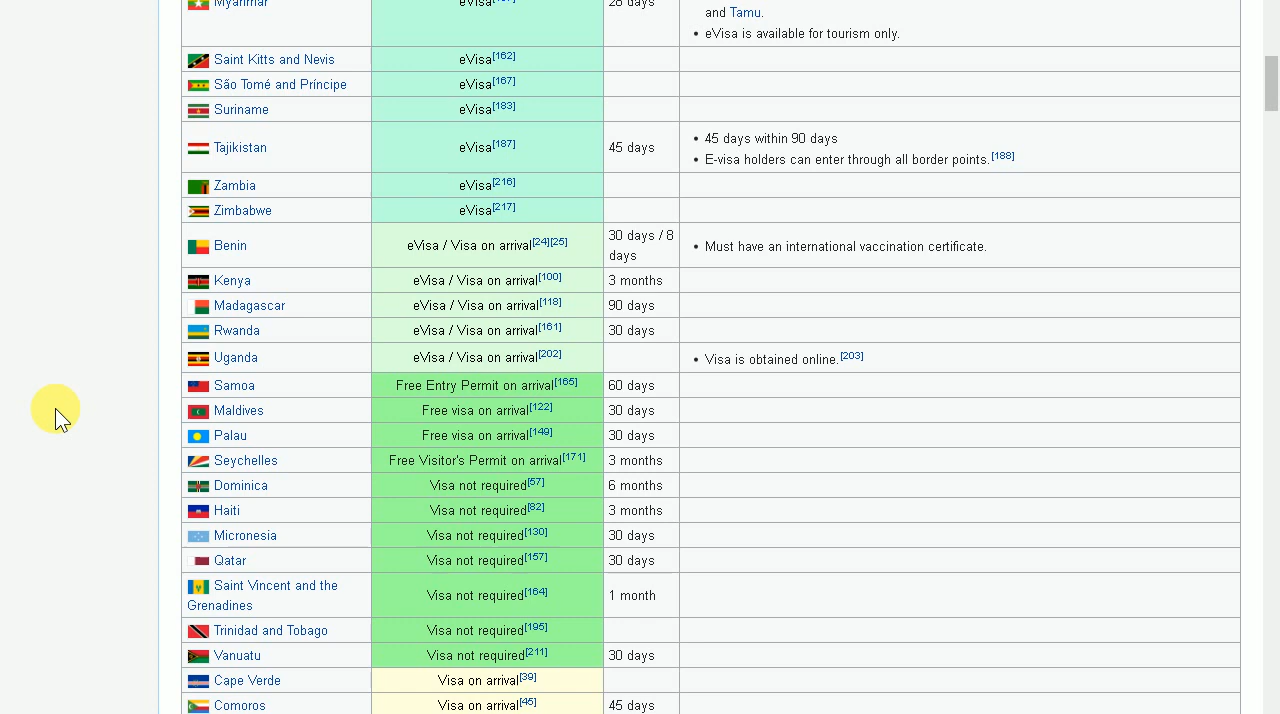 Myanmar eVisa 28 days
and Tamu.
• eVisa is available for tourism only.
Saint Kitts and Nevis eVisa[162]
São Tomé and Príncipe eVisa[167]
Suriname eVisa[183]
Tajikistan eVisa[187] 45 days
• 45 days within 90 days
• E-visa holders can enter through all border points.[188]
Zambia eVisa[216]
Zimbabwe eVisa[217]
Benin eVisa / Visa on arrival[24][25] 30 days / 8
• Must have an international vaccination certificate.
Kenya eVisa / Visa on arrival[100] 3 months
Madagascar eVisa / Visa on arrival[118] 90 days
Rwanda eVisa / Visa on arrival[161] 30 days
Uganda eVisa / Visa on arrival
• Visa is obtained online.[203]
Samoa Free Entry Permit on arrival[165] 60 days
Maldives Free visa on arrival[122] 30 days
Palau Free visa on arrival[149] 30 days
Seychelles Free Visitor's Permit on arrival[171] 3 months
Dominica Visa not required[57] 6 months
Haiti Visa not required[82] 3 months
Micronesia Visa not required[130] 30 days
Qatar Visa not required[157] 30 days
Saint Vincent and the
Grenadines Visa not required[164] 1 month
Trinidad and Tobago Visa not required[195]
Vanuatu Visa not required[211] 30 days
Cape Verde Visa on arrival[39]
Comoros Visa on arrival[45] 45 days